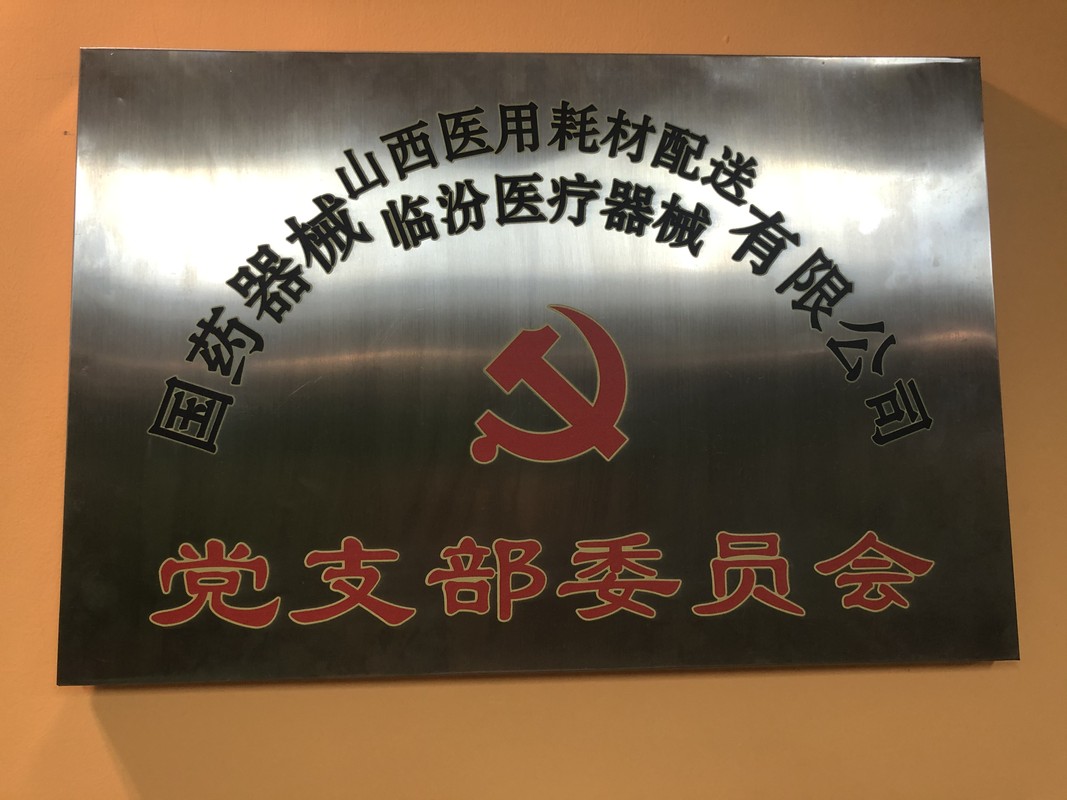 国药器械山西医用耗材配送有限公司
临汾医疗器械
党支部委员会